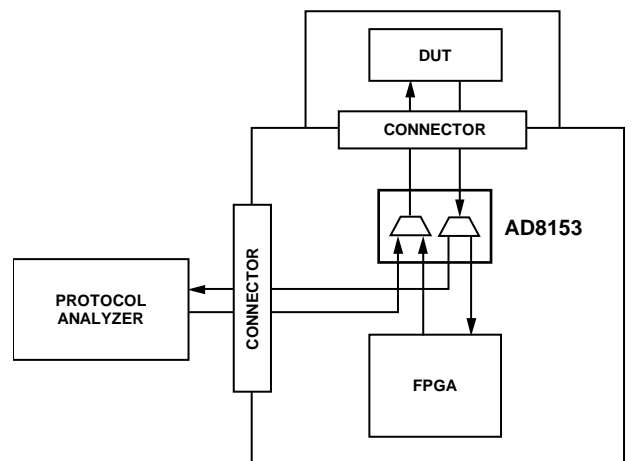 DUT
CONNECTOR
AD8153
CONNECTOR
PROTOCOL
ANALYZER
FPGA